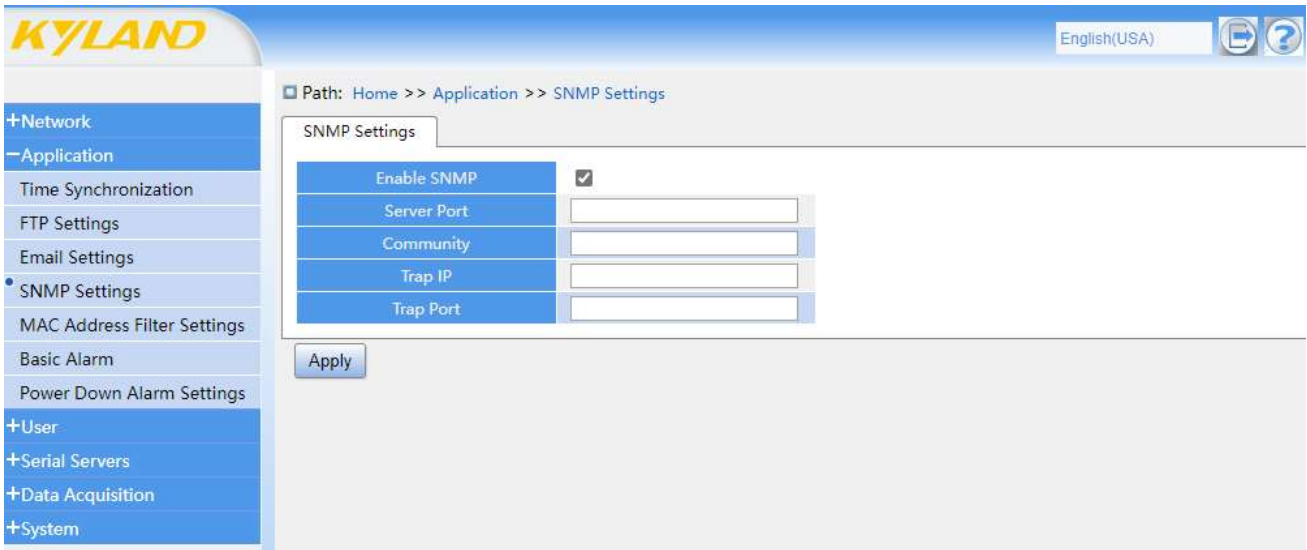 KYLAND
English(USA)
Path: Home >> Application >> SNMP Settings
+Network
−Application
Time Synchronization
FTP Settings
Email Settings
SNMP Settings
MAC Address Filter Settings
Basic Alarm
Power Down Alarm Settings
+User
+Serial Servers
+Data Acquisition
+System
SNMP Settings
Enable SNMP
Server Port
Community
Trap IP
Trap Port
Apply